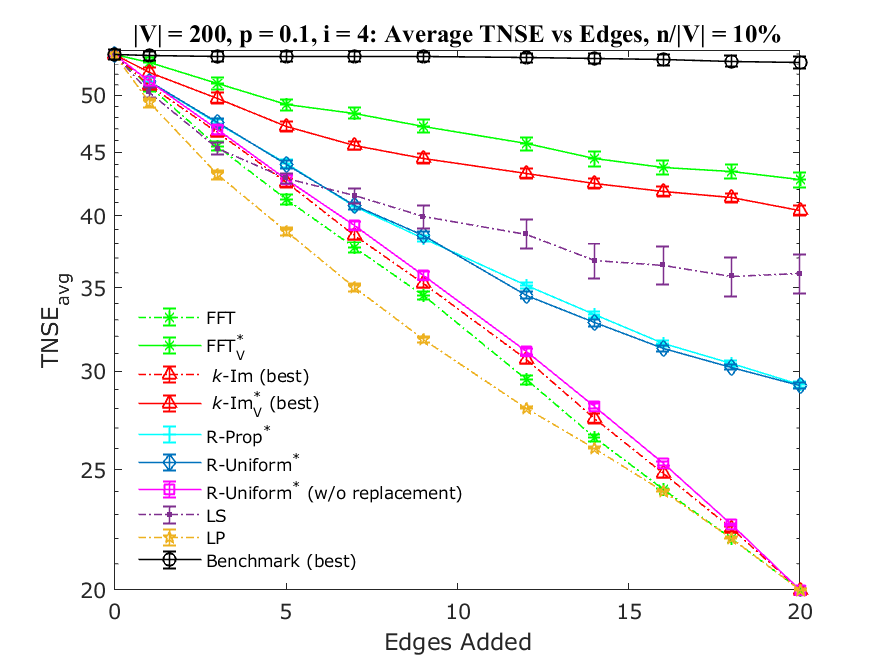 |V| = 200, p = 0.1, i = 4: Average TNSE vs Edges, n/|V| = 10%
50
45
40
35
30
25
20
TNSE_avg
FFT
FFT*_V
k-Im (best)
k-Im*_V (best)
R-Prop*
R-Uniform*
R-Uniform* (w/o replacement)
LS
LP
Benchmark (best)
0 5 10 15 20
Edges Added